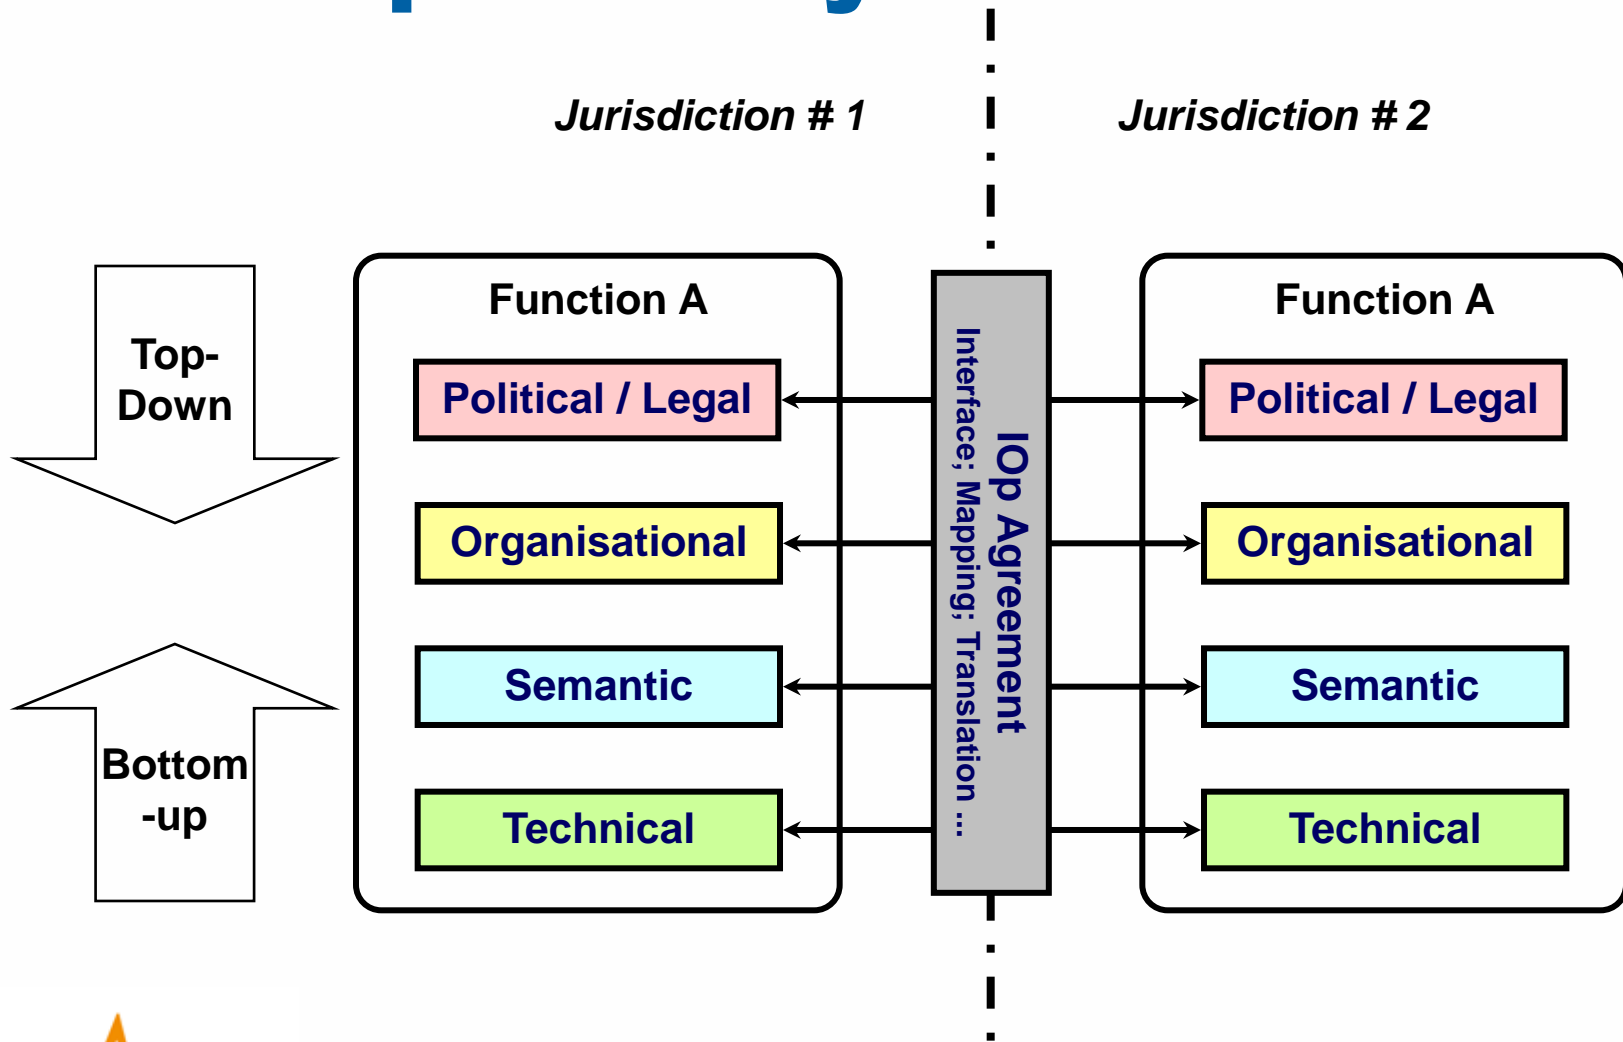 Jurisdiction # 1
Jurisdiction # 2
Top-
Down
Bottom
-up
Function A
Political / Legal
Organisational
Semantic
Technical
IOp Agreement
Interface; Mapping; Translation ...
Function A
Political / Legal
Organisational
Semantic
Technical